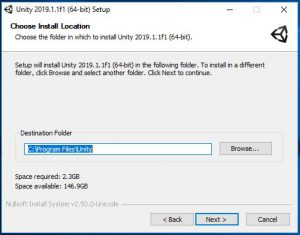 Unity 2019.1.1f1 (64-bit) Setup
Choose Install Location
Choose the folder in which to install Unity 2019.1.1f1 (64-bit).
Setup will install Unity 2019.1.1f1 (64-bit) in the following folder. To install in a different
folder, click Browse and select another folder. Click Next to continue.
Destination Folder
C:\Program Files\Unity
Browse...
Space required: 2.3GB
Space available: 146.9GB
Nullsoft Install System v2.50.0-Unicode
< Back
Next >
Cancel